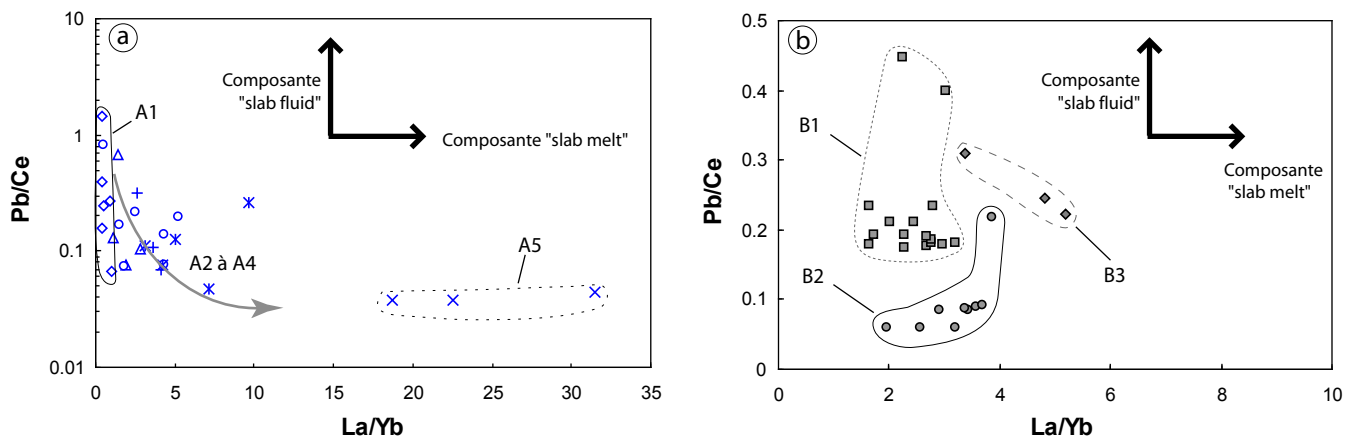 a
10
1
0.1
0.01
Pb/Ce
0
5
10
15
20
25
30
35
La/Yb
Composante
"slab fluid"
Composante "slab melt"
A1
A2 à A4
A5
b
0.5
0.4
0.3
0.2
0.1
0
Pb/Ce
0
2
4
6
8
10
La/Yb
Composante
"slab fluid"
Composante
"slab melt"
B1
B2
B3